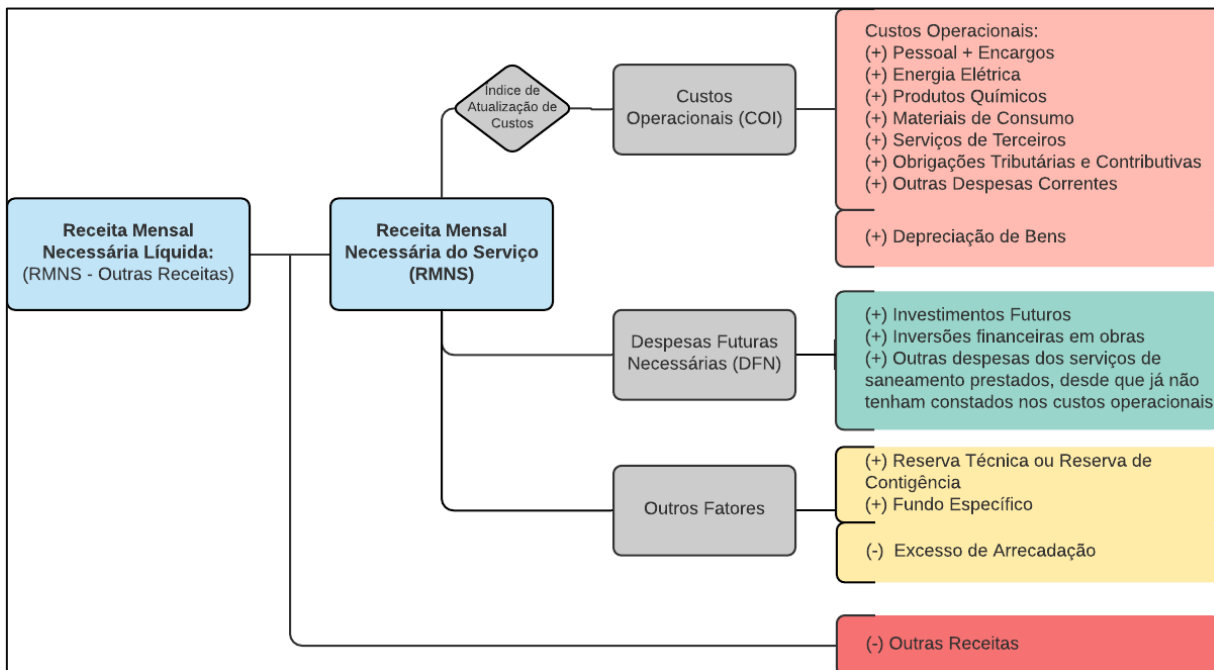 Receita Mensal
Necessária Líquida:
(RMNS - Outras Receitas)
Receita Mensal
Necessária do Serviço
(RMNS)
Índice de
Atualização de
Custos
Custos
Operacionais (COI)
Custos Operacionais:
(+) Pessoal + Encargos
(+) Energia Elétrica
(+) Produtos Químicos
(+) Materiais de Consumo
(+) Serviços de Terceiros
(+) Obrigações Tributárias e Contributivas
(+) Outras Despesas Correntes
(+) Depreciação de Bens
Despesas Futuras
Necessárias (DFN)
(+) Investimentos Futuros
(+) Inversões financeiras em obras
(+) Outras despesas dos serviços de
saneamento prestados, desde que já não
tenham constados nos custos operacionais
Outros Fatores
(+) Reserva Técnica ou Reserva de
Contigência
(+) Fundo Específico
(-) Excesso de Arrecadação
(-) Outras Receitas